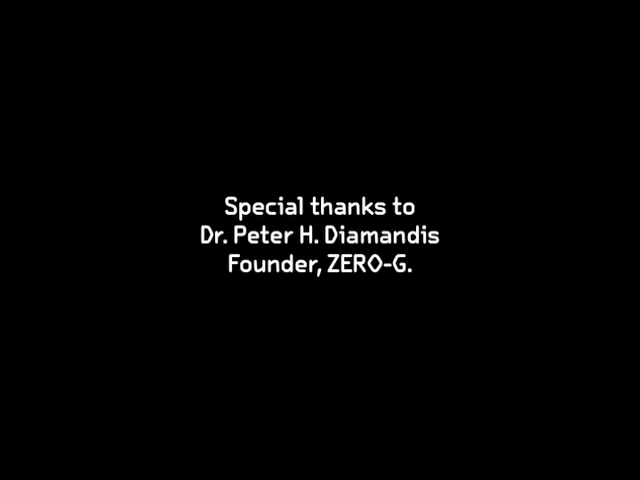 Special thanks to
Dr. Peter H. Diamandis
Founder, ZERO-G.